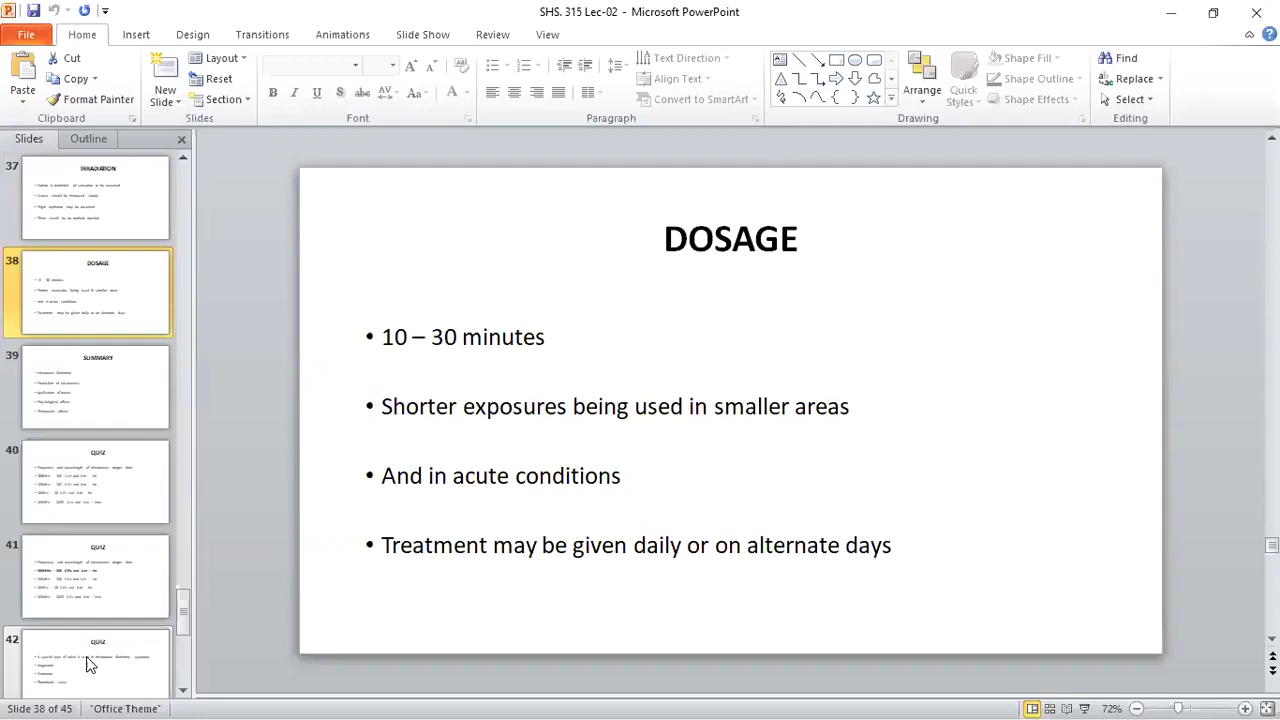 SHS. 315 Lec-02 - Microsoft PowerPoint
File Home Insert Design Transitions Animations Slide Show Review View
Cut
Copy
Format Painter
Paste
Clipboard
New
Slide
Layout
Reset
Section
Slides
Font
Text Direction
Align Text
Convert to SmartArt
Paragraph
Arrange
Quick
Styles
Shape Fill
Shape Outline
Shape Effects
Drawing
Find
Replace
Select
Editing
Slides Outline
37
IRRADIATION
38
DOSAGE
39
SUMMARY
40
QUIZ
41
QUIZ
42
QUIZ
DOSAGE
• 10 – 30 minutes
• Shorter exposures being used in smaller areas
• And in acute conditions
• Treatment may be given daily or on alternate days
Slide 38 of 45 "Office Theme" 72%